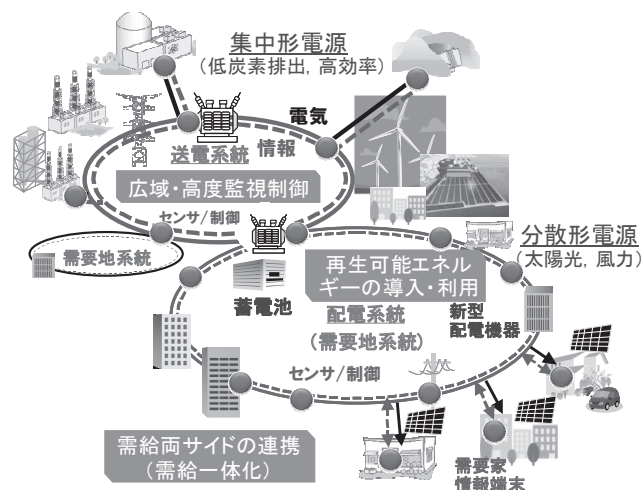 集中形電源
(低炭素排出, 高効率)
電気
送電系統
情報
広域・高度監視制御
センサ/制御
需要地系統
分散形電源
(太陽光, 風力)
再生可能エネル
ギーの導入・利用
蓄電池
配電系統
(需要地系統)
新型
配電機器
センサ/制御
需給両サイドの連携
(需給一体化)
需要家
情報端末